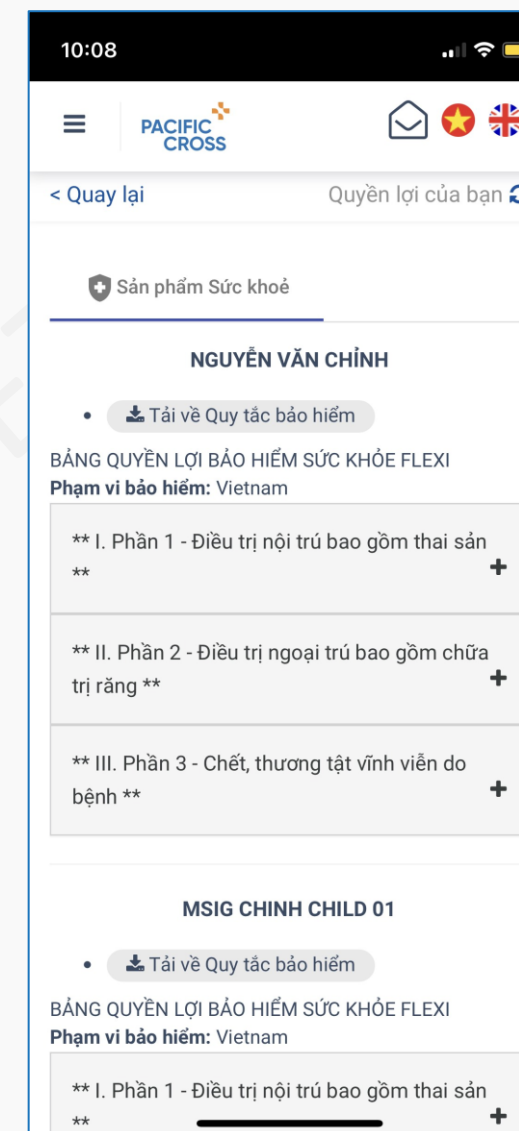 10:08
PACIFIC
CROSS
< Quay lại
Quyền lợi của bạn
Sản phẩm Sức khoẻ
NGUYỄN VĂN CHỈNH
• Tải về Quy tắc bảo hiểm
BẢNG QUYỀN LỢI BẢO HIỂM SỨC KHỎE FLEXI
Phạm vi bảo hiểm: Vietnam
** I. Phần 1 - Điều trị nội trú bao gồm thai sản
**
+
** II. Phần 2 - Điều trị ngoại trú bao gồm chữa
trị răng **
+
** III. Phần 3 - Chết, thương tật vĩnh viễn do
bệnh **
+
MSIG CHINH CHILD 01
• Tải về Quy tắc bảo hiểm
BẢNG QUYỀN LỢI BẢO HIỂM SỨC KHỎE FLEXI
Phạm vi bảo hiểm: Vietnam
** I. Phần 1 - Điều trị nội trú bao gồm thai sản
**
+